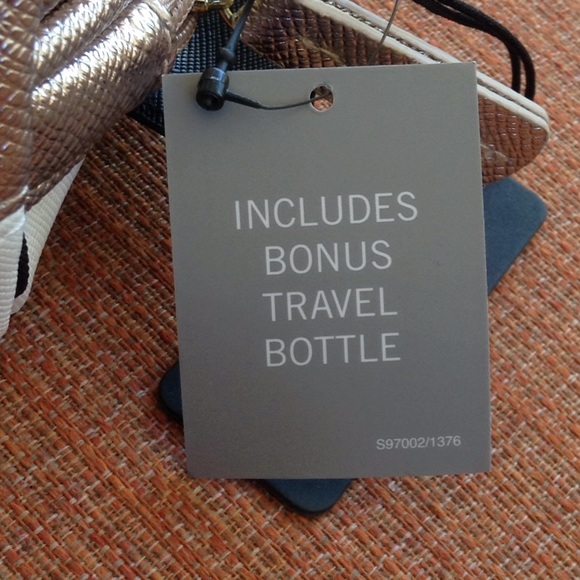 INCLUDES
BONUS
TRAVEL
BOTTLE
S97002/1376